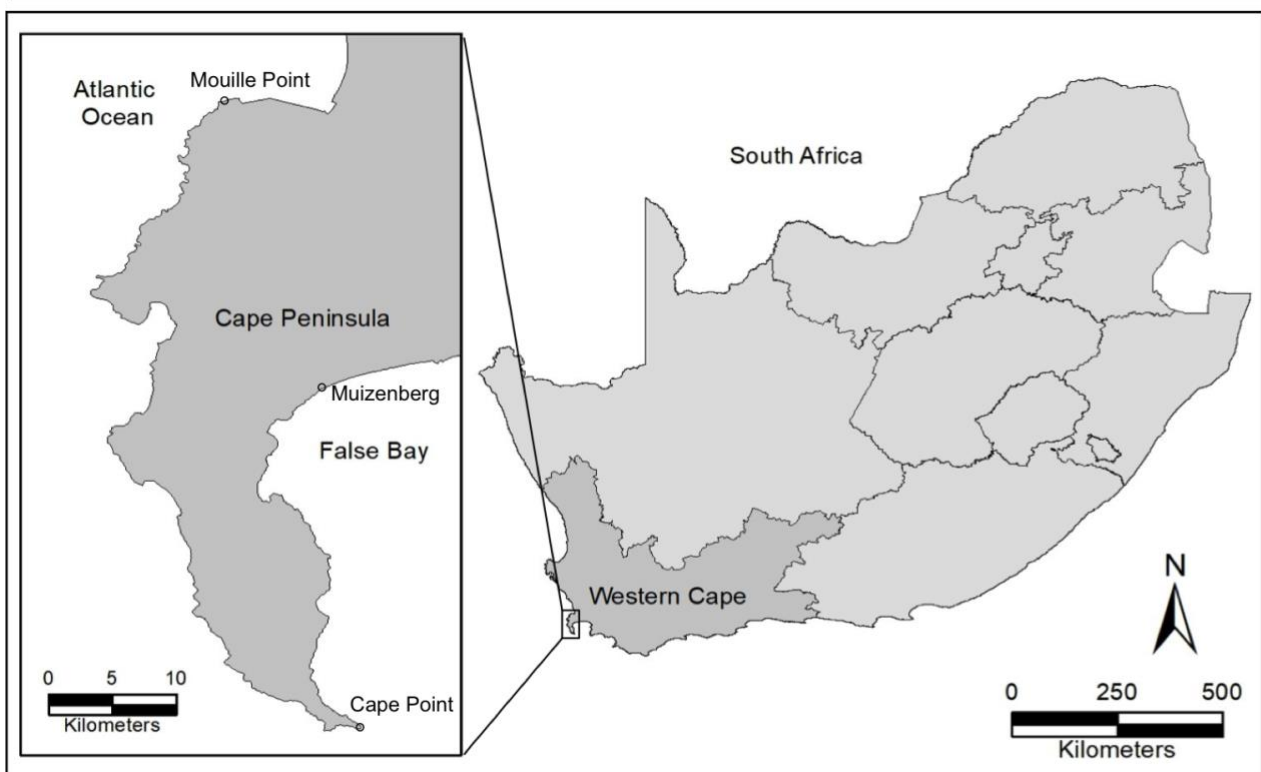 Mouille Point
Atlantic
Ocean
Cape Peninsula
Muizenberg
False Bay
Cape Point
0 5 10
Kilometers
South Africa
Western Cape
N
0 250 500
Kilometers